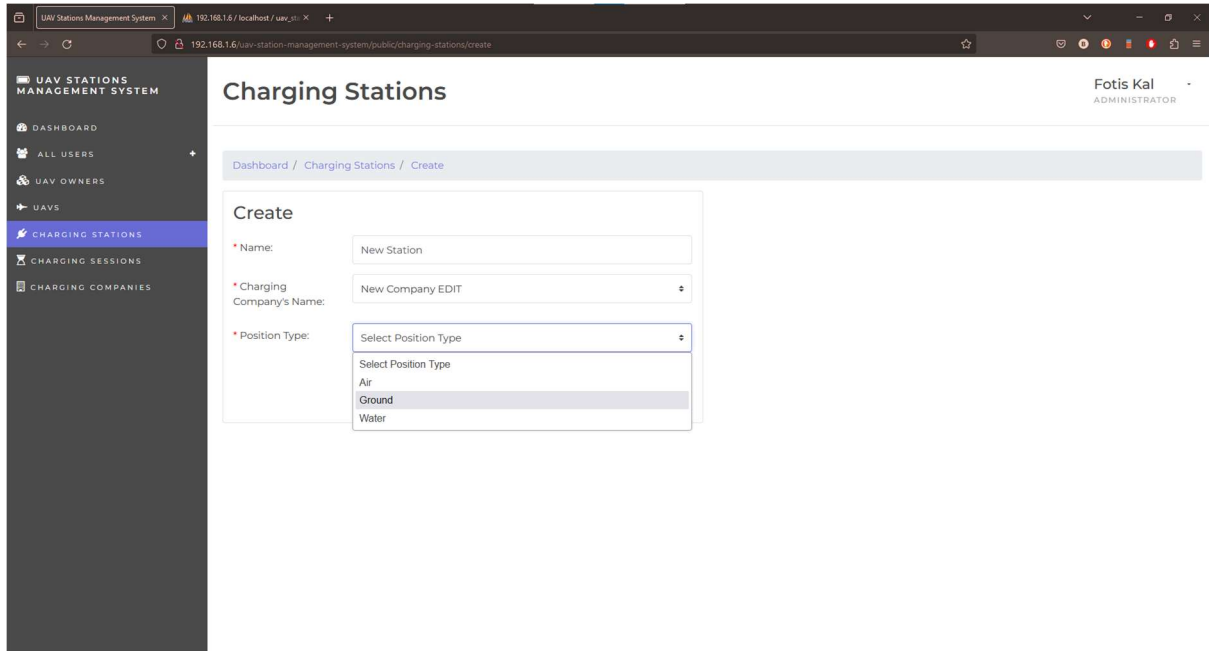 UAV Stations Management System
192.168.1.6 / localhost / uav_sta
192.168.1.6/uav-station-management-system/public/charging-stations/create
UAV STATIONS
MANAGEMENT SYSTEM
DASHBOARD
ALL USERS +
UAV OWNERS
UAVS
CHARGING STATIONS
CHARGING SESSIONS
CHARGING COMPANIES
Charging Stations
Fotis Kal
ADMINISTRATOR
Dashboard / Charging Stations / Create
Create
* Name:
New Station
* Charging
Company's Name:
New Company EDIT
* Position Type:
Select Position Type
Select Position Type
Air
Ground
Water